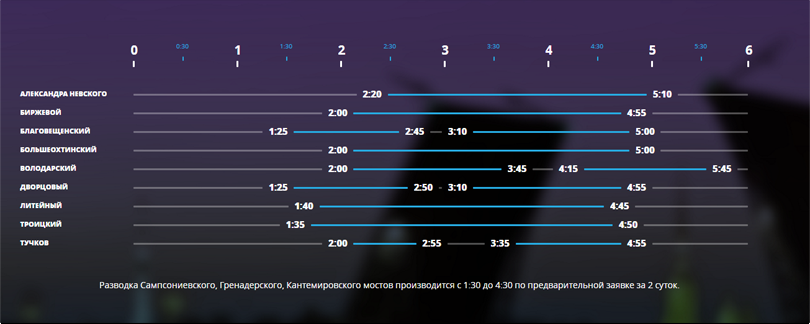 0 0:30 1 1:30 2 2:30 3 3:30 4 4:30 5 5:30 6
АЛЕКСАНДРА НЕВСКОГО 2:20 5:10
БИРЖЕВОЙ 2:00 4:55
БЛАГОВЕЩЕНСКИЙ 1:25 2:45 3:10 5:00
БОЛЬШЕОХТИНСКИЙ 2:00 5:00
ВОЛОДАРСКИЙ 2:00 3:45 4:15 5:45
ДВОРЦОВЫЙ 1:25 2:50 3:10 4:55
ЛИТЕЙНЫЙ 1:40 4:45
ТРОИЦКИЙ 1:35 4:50
ТУЧКОВ 2:00 2:55 3:35 4:55
Разводка Сампсониевского, Гренадерского, Кантемировского мостов производится с 1:30 до 4:30 по предварительной заявке за 2 суток.